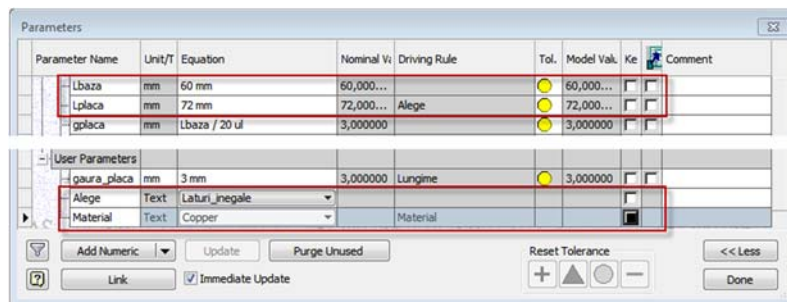 Parameters
Parameter Name Unit/T Equation Nominal Va Driving Rule Tol. Model Valu Ke Comment
Lbaza mm 60 mm 60,000... 60,000...
Lplaca mm 72 mm 72,000... Alege 72,000...
gplaca mm Lbaza / 20 ul 3,000000 3,000000
User Parameters
gaura_placa mm 3 mm 3,000000 Lungime 3,000000
Alege Text Laturi_inegale
Material Text Copper Material
Add Numeric Update Purge Unused Reset Tolerance << Less
Link Immediate Update Done